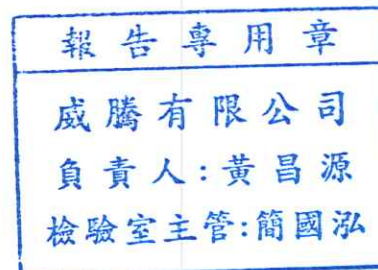 報告專用章
威騰有限公司
負責人:黃昌源
檢驗室主管:簡國泓